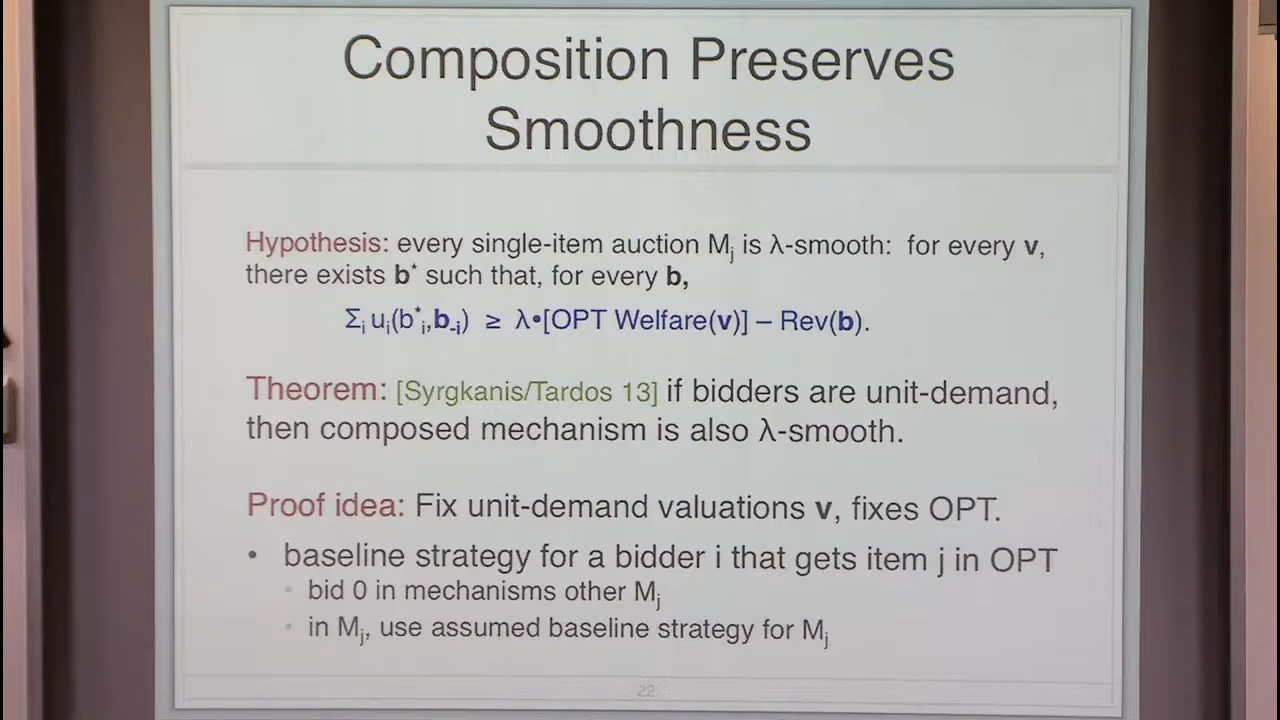 Composition Preserves
Smoothness
Hypothesis: every single-item auction Mj is λ-smooth: for every v,
there exists b* such that, for every b,
Σi ui(b*i,b-i) ≥ λ•[OPT Welfare(v)] – Rev(b).
Theorem: [Syrgkanis/Tardos 13] if bidders are unit-demand,
then composed mechanism is also λ-smooth.
Proof idea: Fix unit-demand valuations v, fixes OPT.
• baseline strategy for a bidder i that gets item j in OPT
• bid 0 in mechanisms other Mj
• in Mj, use assumed baseline strategy for Mj
22